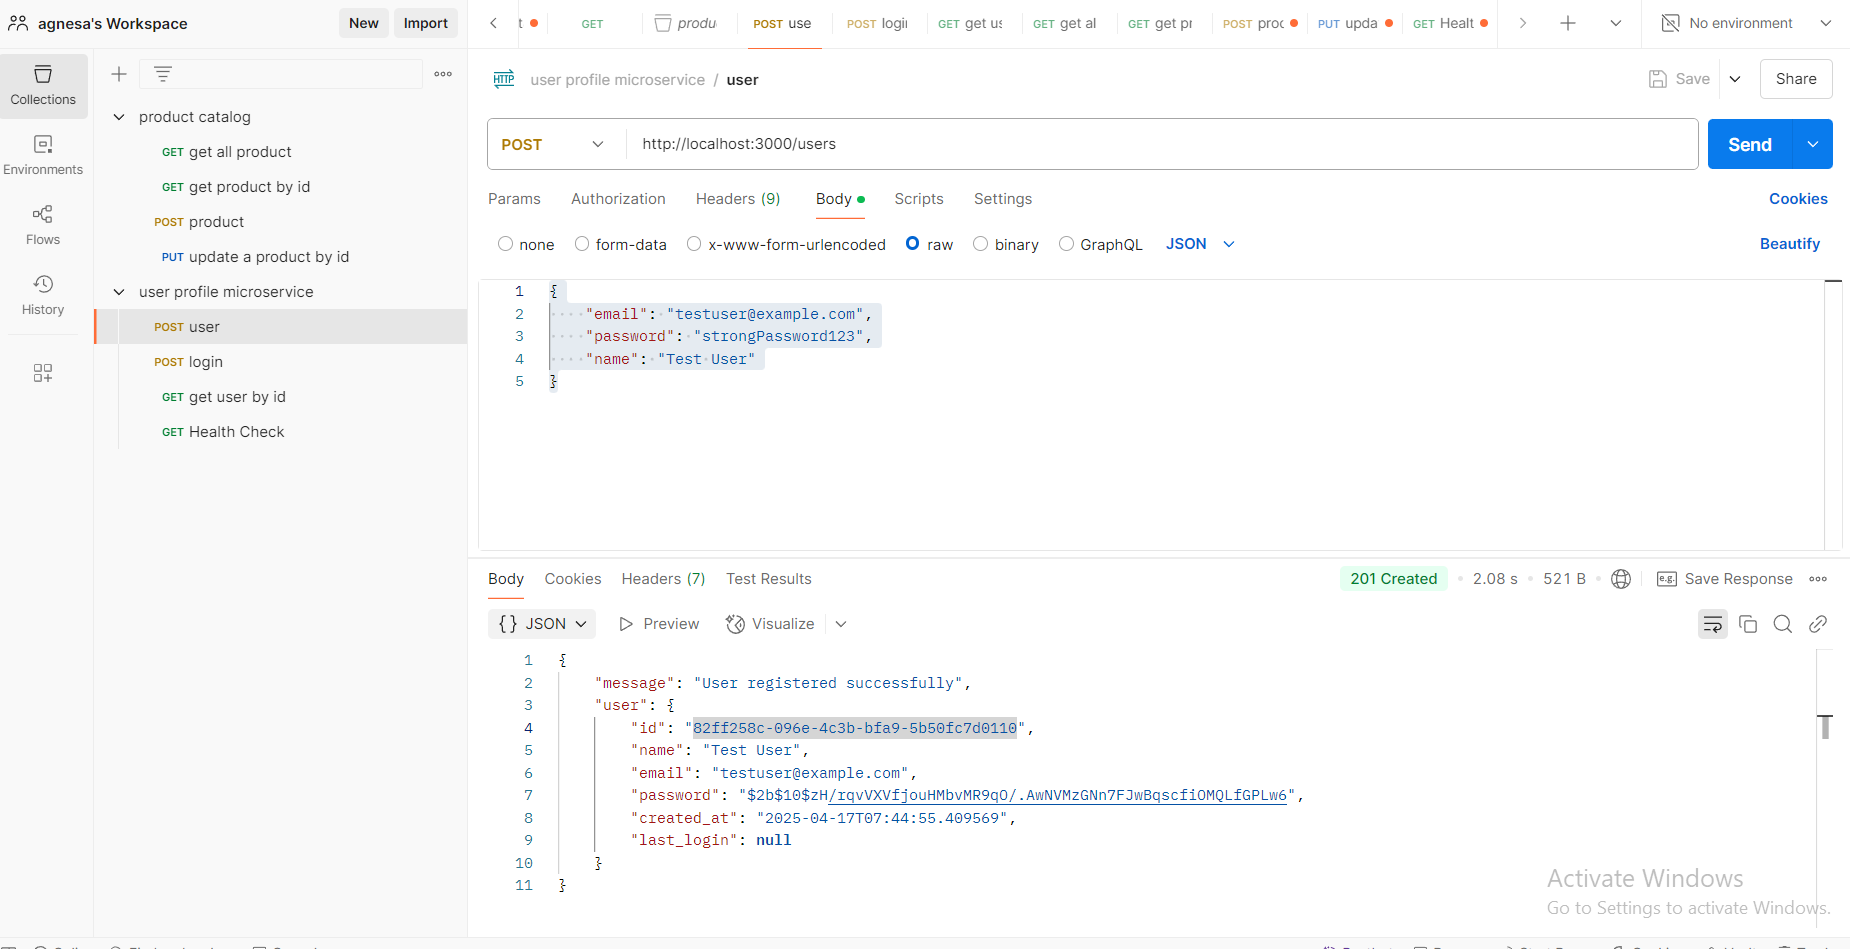 agnesa's Workspace
New
Import
GET
produ
POST use
POST logi
GET get us
GET get al
GET get pr
POST proc
PUT upda
GET Healt
No environment
Collections
Environments
Flows
History
product catalog
GET get all product
GET get product by id
POST product
PUT update a product by id
user profile microservice
POST user
POST login
GET get user by id
GET Health Check
HTTP user profile microservice / user
Save
Share
POST
http://localhost:3000/users
Send
Params Authorization Headers (9) Body Scripts Settings
Cookies
none form-data x-www-form-urlencoded raw binary GraphQL JSON
Beautify
1 {
2 "email": "testuser@example.com",
3 "password": "strongPassword123",
4 "name": "Test User"
5 }
Body Cookies Headers (7) Test Results
201 Created 2.08 s 521 B
e.g. Save Response
{} JSON Preview Visualize
1 {
2 "message": "User registered successfully",
3 "user": {
4 "id": "82ff258c-096e-4c3b-bfa9-5b50fc7d0110",
5 "name": "Test User",
6 "email": "testuser@example.com",
7 "password": "$2b$10$zH/rqvVXVfjouHMbvMR9qO/.AwNVMzGNn7FJwBqscfiOMQLfGPLw6",
8 "created_at": "2025-04-17T07:44:55.409569",
9 "last_login": null
10 }
11 }
Activate Windows
Go to Settings to activate Windows.